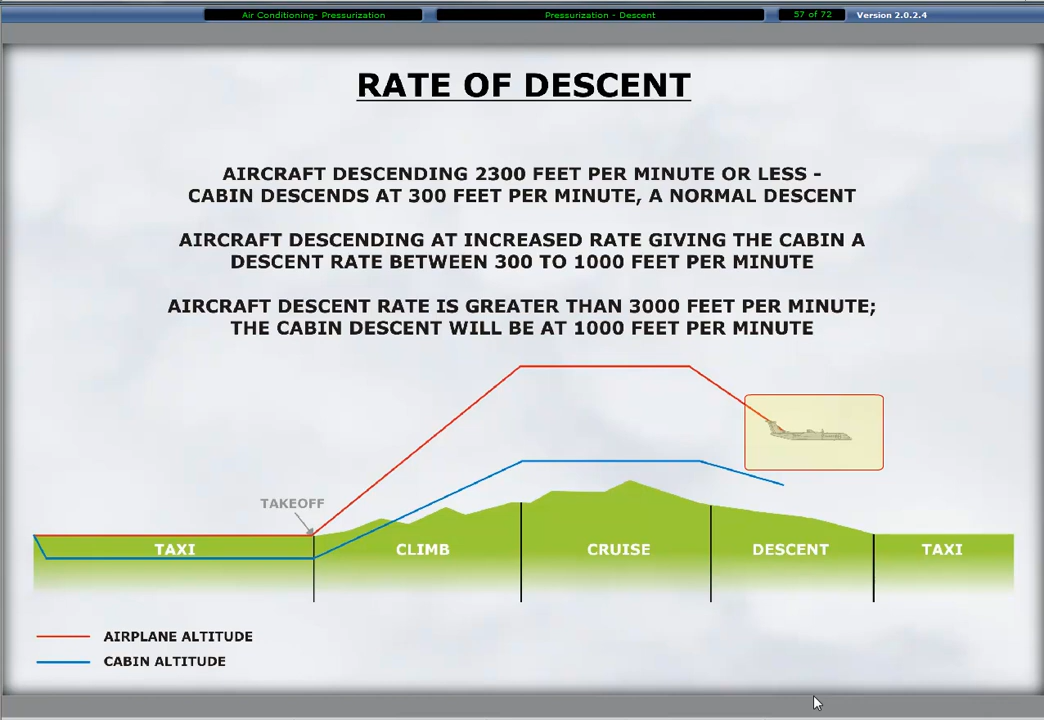 Air Conditioning- Pressurization
Pressurization - Descent
57 of 72
Version 2.0.2.4
RATE OF DESCENT
AIRCRAFT DESCENDING 2300 FEET PER MINUTE OR LESS -
CABIN DESCENDS AT 300 FEET PER MINUTE, A NORMAL DESCENT
AIRCRAFT DESCENDING AT INCREASED RATE GIVING THE CABIN A
DESCENT RATE BETWEEN 300 TO 1000 FEET PER MINUTE
AIRCRAFT DESCENT RATE IS GREATER THAN 3000 FEET PER MINUTE;
THE CABIN DESCENT WILL BE AT 1000 FEET PER MINUTE
TAKEOFF
TAXI
CLIMB
CRUISE
DESCENT
TAXI
AIRPLANE ALTITUDE
CABIN ALTITUDE